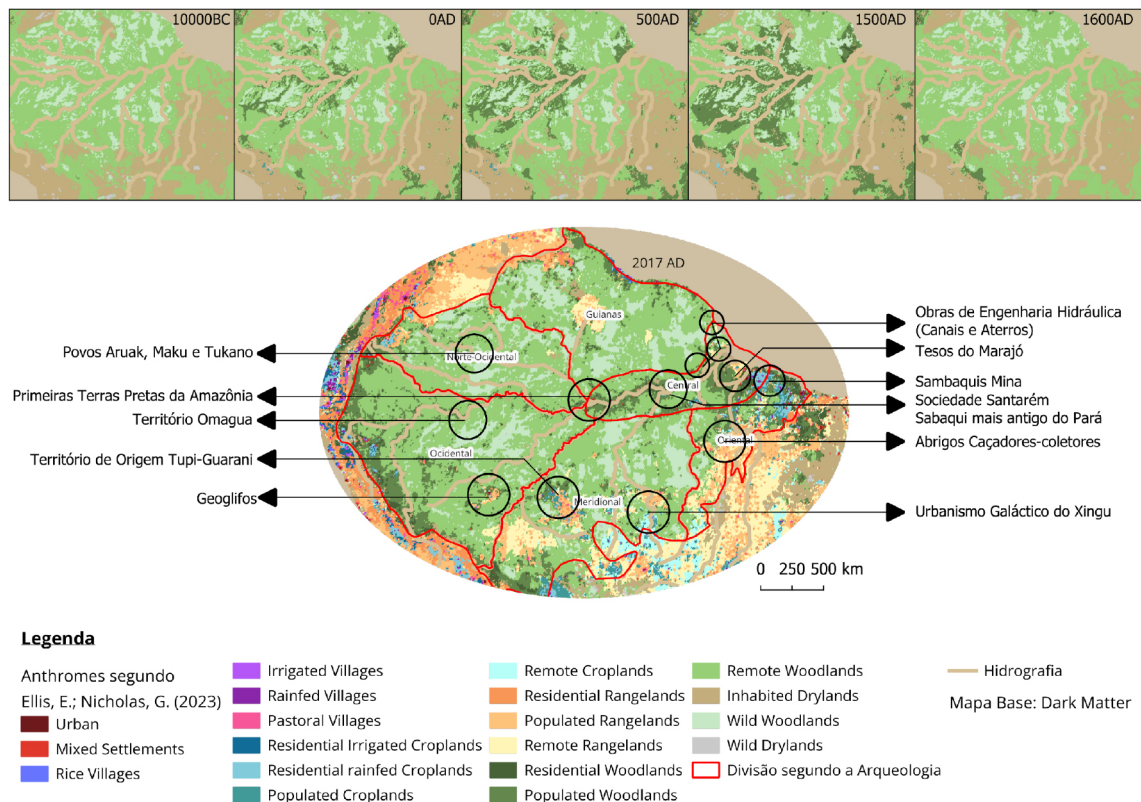 10000BC
0AD
500AD
1500AD
1600AD
2017 AD
Guianas
Norte-Ocidental
Central
Ocidental
Oriental
Meridional
Povos Aruak, Maku e Tukano
Primeiras Terras Pretas da Amazônia
Território Omagua
Território de Origem Tupi-Guarani
Geoglifos
Obras de Engenharia Hidráulica
(Canais e Aterros)
Tesos do Marajó
Sambaquis Mina
Sociedade Santarém
Sabaqui mais antigo do Pará
Abrigos Caçadores-coletores
Urbanismo Galáctico do Xingu
0 250 500 km
Legenda
Anthromes segundo
Ellis, E.; Nicholas, G. (2023)
Urban
Mixed Settlements
Rice Villages
Irrigated Villages
Rainfed Villages
Pastoral Villages
Residential Irrigated Croplands
Residential rainfed Croplands
Populated Croplands
Remote Croplands
Residential Rangelands
Populated Rangelands
Remote Rangelands
Residential Woodlands
Populated Woodlands
Remote Woodlands
Inhabited Drylands
Wild Woodlands
Wild Drylands
Divisão segundo a Arqueologia
Hidrografia
Mapa Base: Dark Matter